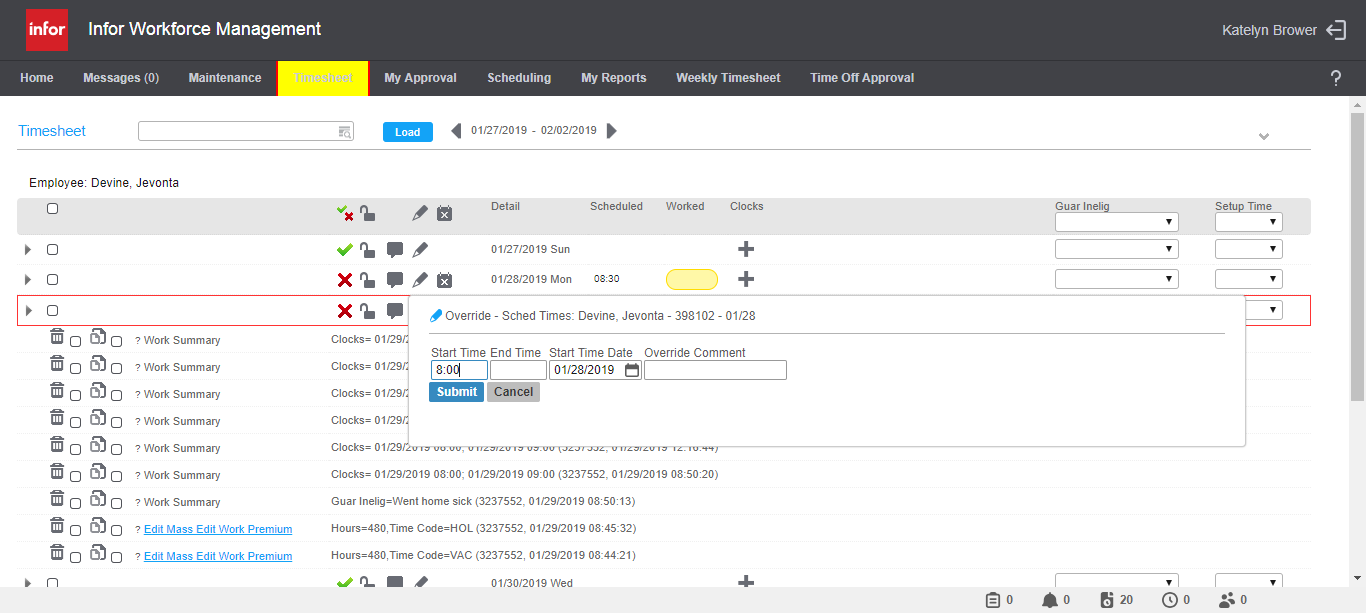 infor Infor Workforce Management Katelyn Brower
Home Messages (0) Maintenance Timesheet My Approval Scheduling My Reports Weekly Timesheet Time Off Approval ?
Timesheet Load 01/27/2019 - 02/02/2019
Employee: Devine, Jevonta
Detail Scheduled Worked Clocks Guar Inelig Setup Time
01/27/2019 Sun
01/28/2019 Mon 08:30
Override - Sched Times: Devine, Jevonta - 398102 - 01/28
Start Time End Time Start Time Date Override Comment
8:00 01/28/2019
Submit Cancel
? Work Summary Clocks= 01/29/2
? Work Summary Clocks= 01/29/2
? Work Summary Clocks= 01/29/2
? Work Summary Clocks= 01/29/2
? Work Summary Clocks= 01/29/2019 08:00; 01/29/2019 09:00 (3237552, 01/29/2019 12:16:44)
? Work Summary Clocks= 01/29/2019 08:00; 01/29/2019 09:00 (3237552, 01/29/2019 08:50:20)
? Work Summary Guar Inelig=Went home sick (3237552, 01/29/2019 08:50:13)
? Edit Mass Edit Work Premium Hours=480,Time Code=HOL (3237552, 01/29/2019 08:45:32)
? Edit Mass Edit Work Premium Hours=480,Time Code=VAC (3237552, 01/29/2019 08:44:21)
01/30/2019 Wed
0 0 20 0 0